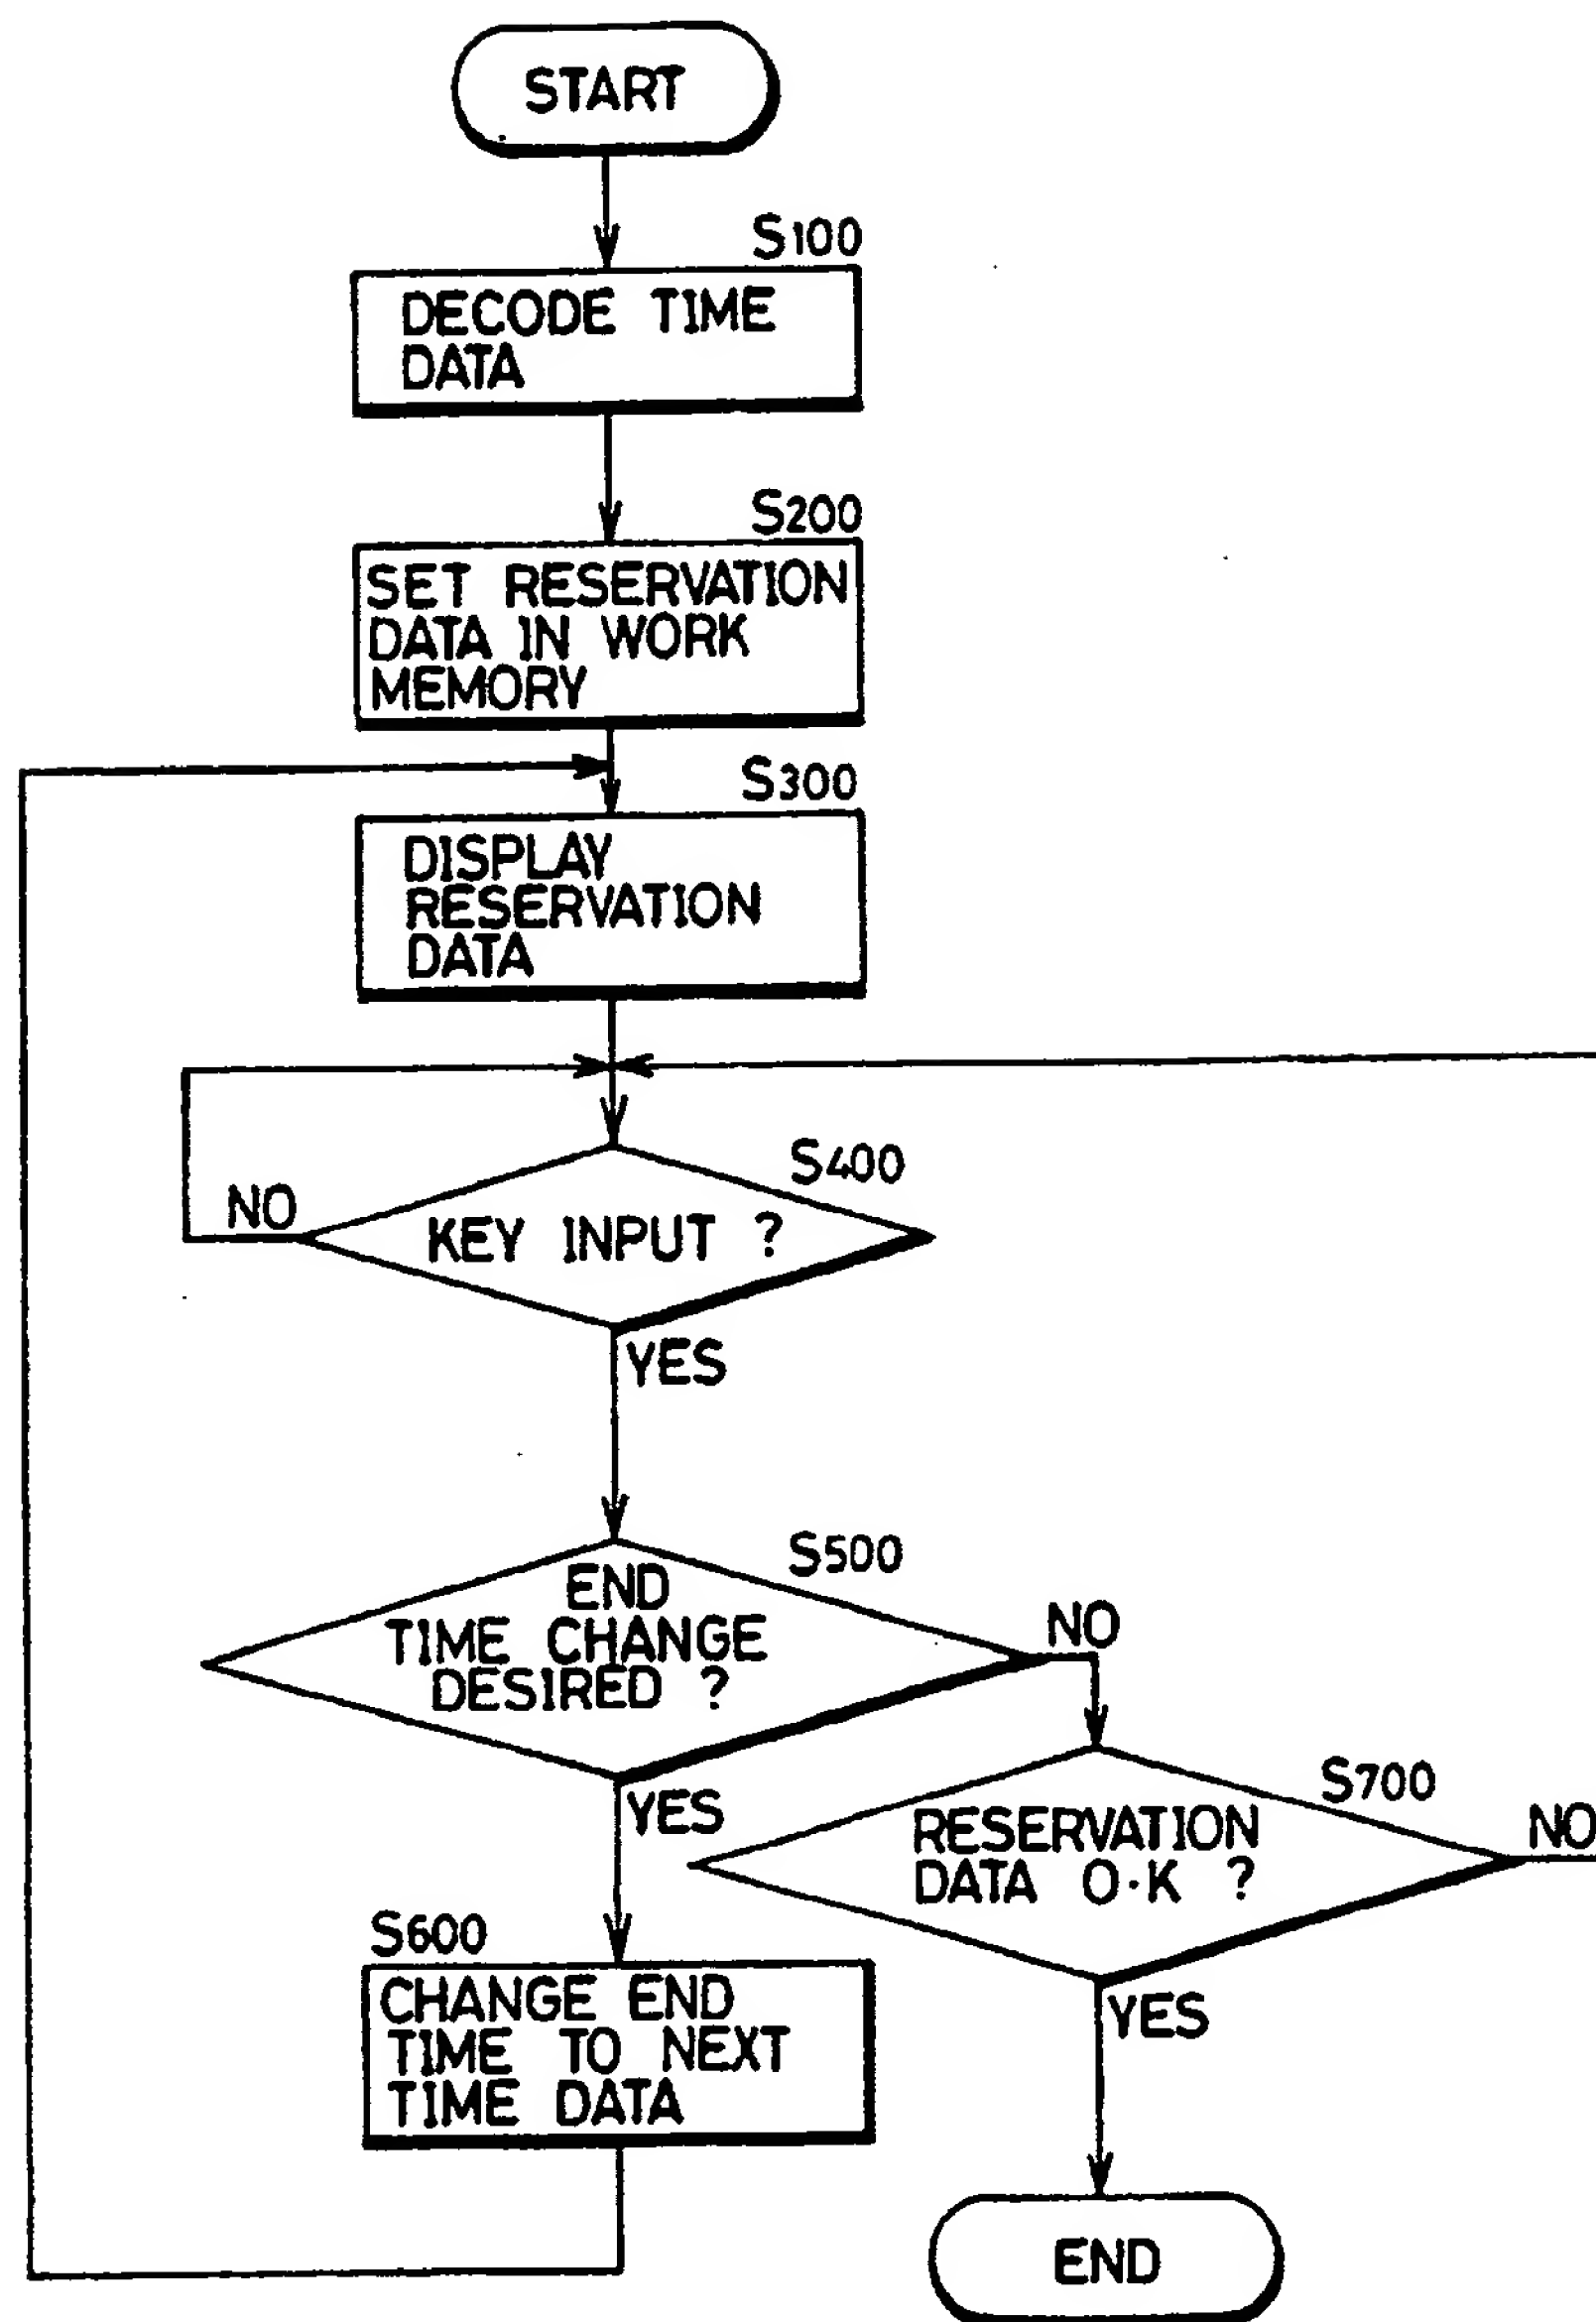 START
S100
DECODE TIME
DATA
S200
SET RESERVATION
DATA IN WORK
MEMORY
S300
DISPLAY
RESERVATION
DATA
S400
NO
KEY INPUT ?
YES
S500
END
TIME CHANGE
DESIRED ?
NO
YES
S700
RESERVATION
DATA O·K ?
NO
YES
S600
CHANGE END
TIME TO NEXT
TIME DATA
END